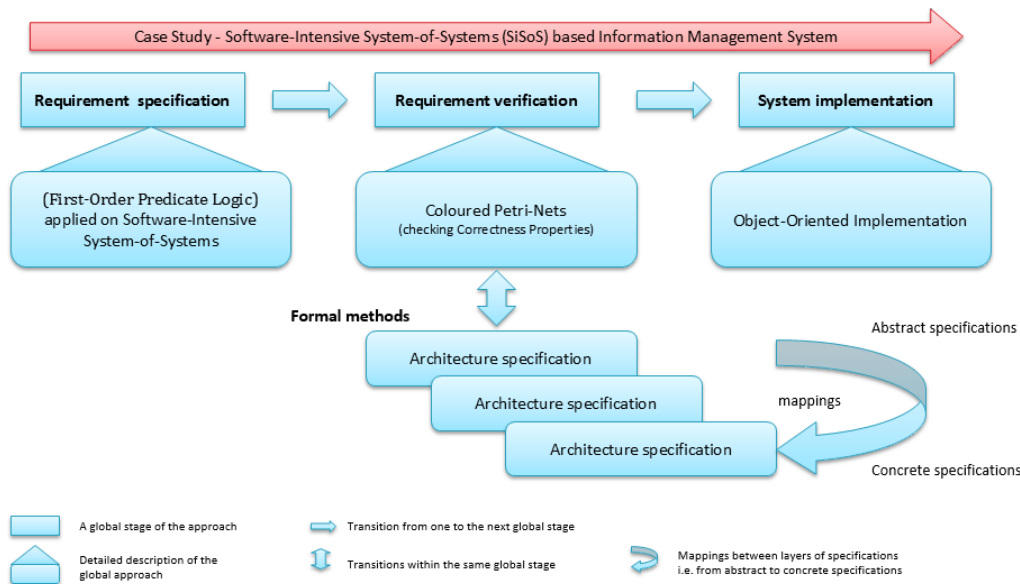 Case Study - Software-Intensive System-of-Systems (SiSoS) based Information Management System
Requirement specification
Requirement verification
System implementation
(First-Order Predicate Logic)
applied on Software-Intensive
System-of-Systems
Coloured Petri-Nets
(checking Correctness Properties)
Object-Oriented Implementation
Formal methods
Abstract specifications
Architecture specification
mappings
Architecture specification
Architecture specification
Concrete specifications
A global stage of the approach
Transition from one to the next global stage
Detailed description of the
global approach
Transitions within the same global stage
Mappings between layers of specifications
i.e. from abstract to concrete specifications